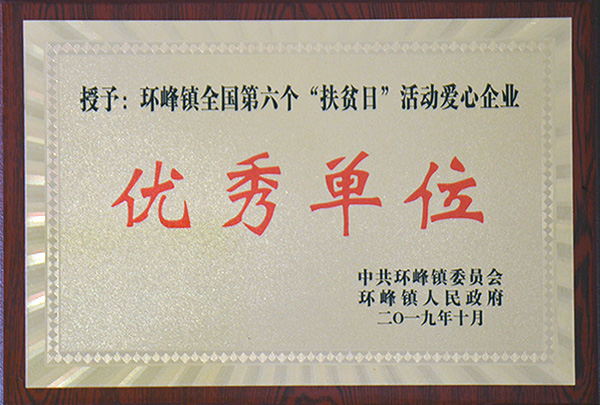 授予：环峰镇全国第六个“扶贫日”活动爱心企业
优秀单位
中共环峰镇委员会
环峰镇人民政府
二O一九年十月